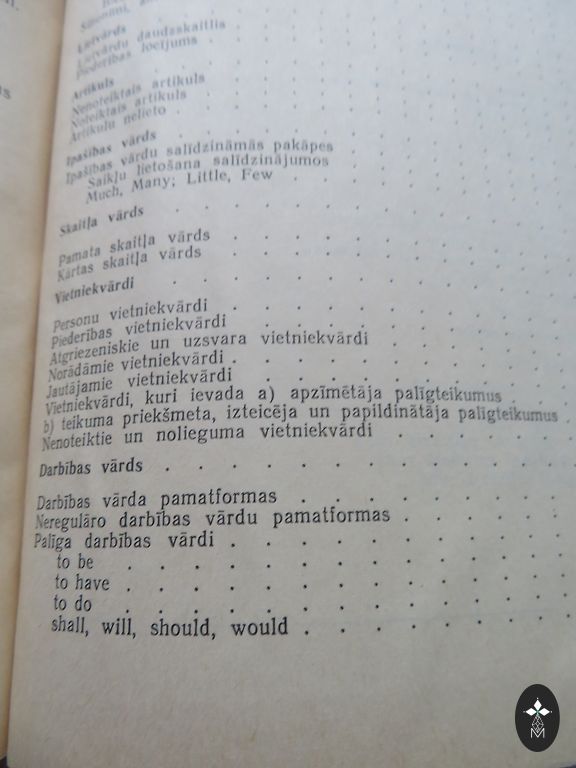 Lietvārds
Lietvārdu daudzskaitlis
Piederības locījums
Artikuls
Nenoteiktais artikuls
Noteiktais artikuls
Artikulu nelieto
Īpašības vārds
Īpašības vārdu salīdzināmās pakāpes
Saikļu lietošana salīdzinājumos
Much, Many; Little, Few
Skaitļa vārds
Pamata skaitļa vārds
Kārtas skaitļa vārds
Vietniekvārdi
Personu vietniekvārdi
Piederības vietniekvārdi
Atgriezeniskie un uzsvara vietniekvārdi
Norādāmie vietniekvārdi
Jautājamie vietniekvārdi
Vietniekvārdi, kuri ievada a) apzīmētāja palīgteikumus
b) teikuma priekšmeta, izteicēja un papildinātāja palīgteikumus
Nenoteiktie un nolieguma vietniekvārdi
Darbības vārds
Darbības vārda pamatformas
Neregulāro darbības vārdu pamatformas
Palīga darbības vārdi
to be
to have
to do
shall, will, should, would
M